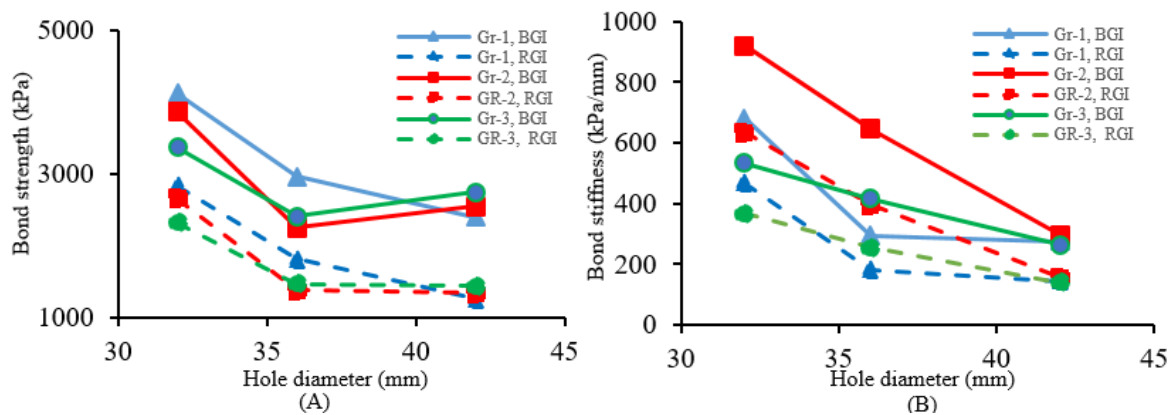 5000
3000
1000
Bond strength (kPa)
Gr-1, BGI
Gr-1, RGI
Gr-2, BGI
GR-2, RGI
Gr-3, BGI
GR-3, RGI
30 35 40 45
Hole diameter (mm)
(A)
1000
800
600
400
200
0
Bond stiffness (kPa/mm)
Gr-1, BGI
Gr-1, RGI
Gr-2, BGI
GR-2, RGI
Gr-3, BGI
GR-3, RGI
30 35 40 45
Hole diameter (mm)
(B)